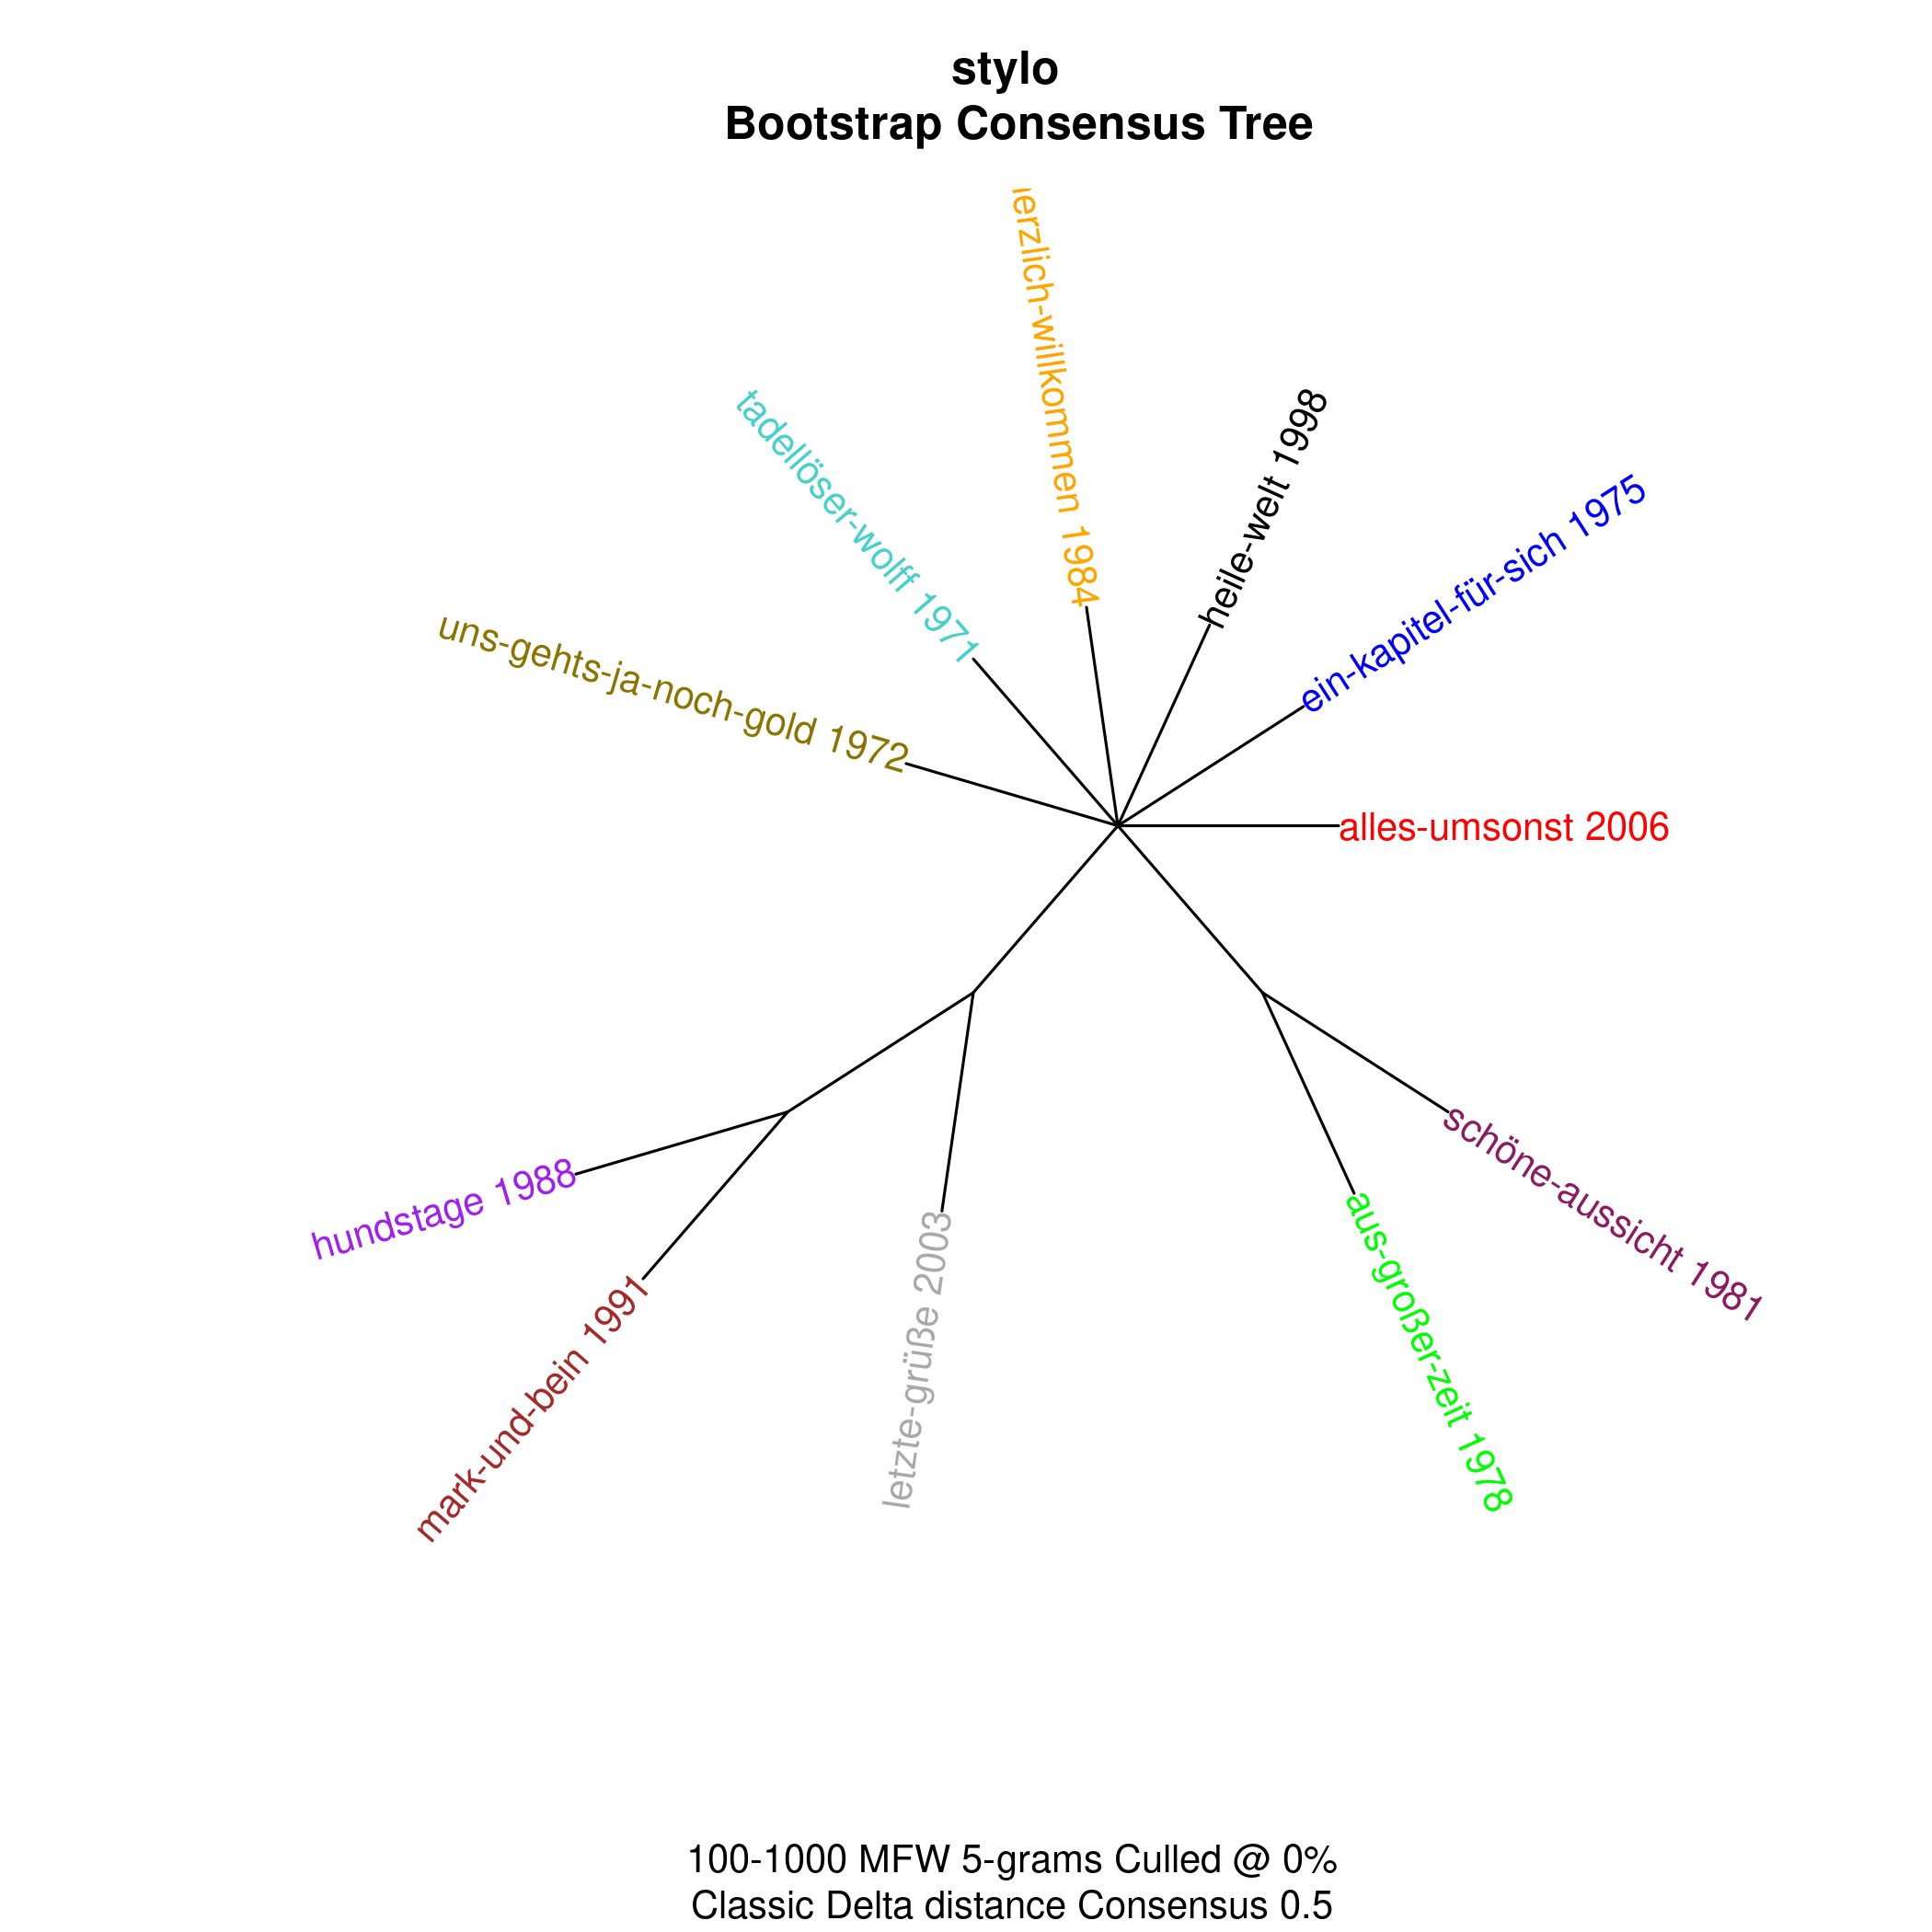 stylo
Bootstrap Consensus Tree
erzlich-willkommen 1984
tadellöser-wolff 1971
heile-welt 1998
ein-kapitel-für-sich 1975
uns-gehts-ja-noch-gold 1972
alles-umsonst 2006
schöne-aussicht 1981
hundstage 1988
aus-großer-zeit 1978
letzte-grüße 2003
mark-und-bein 1991
100-1000 MFW 5-grams Culled @ 0%
Classic Delta distance Consensus 0.5